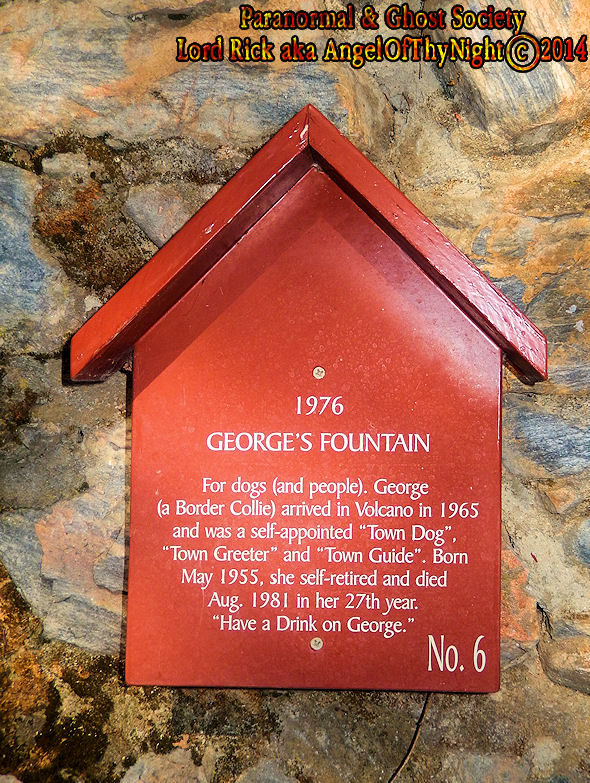 Paranormal & Ghost Society
Lord Rick aka AngelOfThyNight©2014
1976
GEORGE'S FOUNTAIN
For dogs (and people). George
(a Border Collie) arrived in Volcano in 1965
and was a self-appointed "Town Dog",
"Town Greeter" and "Town Guide". Born
May 1955, she self-retired and died
Aug. 1981 in her 27th year.
"Have a Drink on George."
No. 6